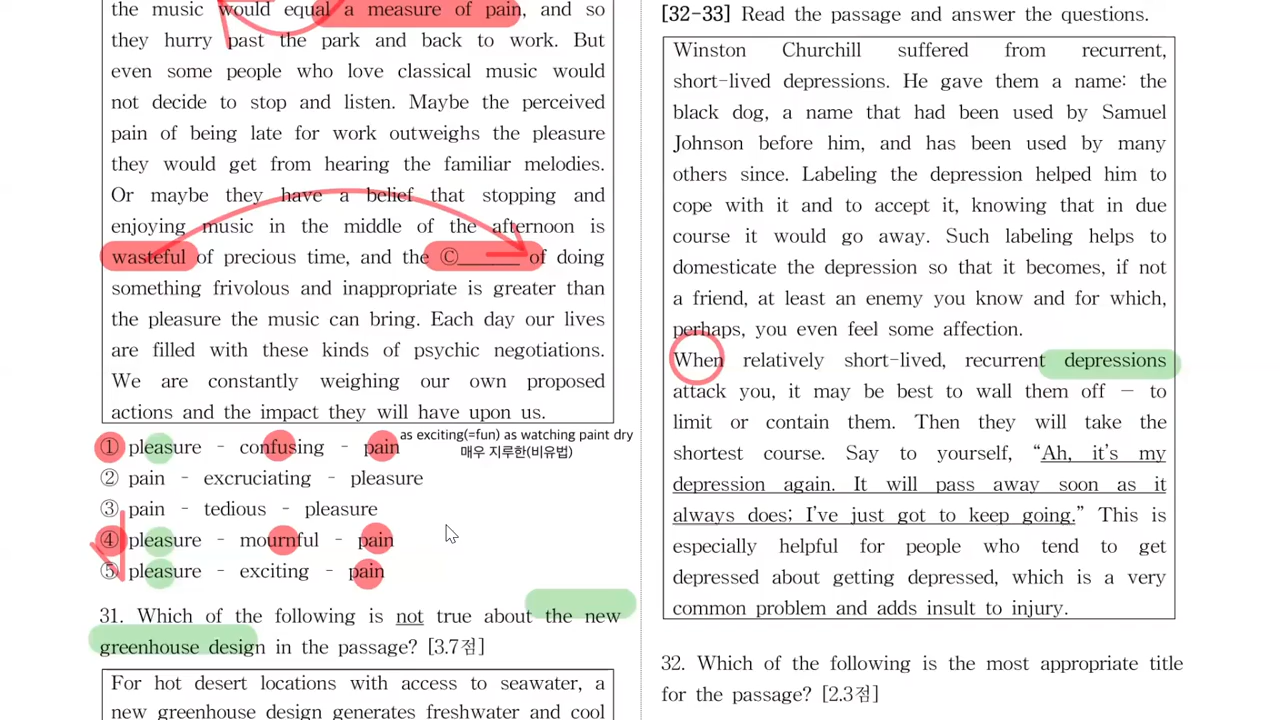 the music would equal a measure of pain, and so
they hurry past the park and back to work. But
even some people who love classical music would
not decide to stop and listen. Maybe the perceived
pain of being late for work outweighs the pleasure
they would get from hearing the familiar melodies.
Or maybe they have a belief that stopping and
enjoying music in the middle of the afternoon is
wasteful of precious time, and the Ⓒ______ of doing
something frivolous and inappropriate is greater than
the pleasure the music can bring. Each day our lives
are filled with these kinds of psychic negotiations.
We are constantly weighing our own proposed
actions and the impact they will have upon us.
① pleasure - confusing - pain
as exciting(=fun) as watching paint dry
매우 지루한(비유법)
② pain - excruciating - pleasure
③ pain - tedious - pleasure
④ pleasure - mournful - pain
⑤ pleasure - exciting - pain
31. Which of the following is not true about the new
greenhouse design in the passage? [3.7점]
For hot desert locations with access to seawater, a
new greenhouse design generates freshwater and cool
[32-33] Read the passage and answer the questions.
Winston Churchill suffered from recurrent,
short-lived depressions. He gave them a name: the
black dog, a name that had been used by Samuel
Johnson before him, and has been used by many
others since. Labeling the depression helped him to
cope with it and to accept it, knowing that in due
course it would go away. Such labeling helps to
domesticate the depression so that it becomes, if not
a friend, at least an enemy you know and for which,
perhaps, you even feel some affection.
When relatively short-lived, recurrent depressions
attack you, it may be best to wall them off - to
limit or contain them. Then they will take the
shortest course. Say to yourself, “Ah, it's my
depression again. It will pass away soon as it
always does; I've just got to keep going.” This is
especially helpful for people who tend to get
depressed about getting depressed, which is a very
common problem and adds insult to injury.
32. Which of the following is the most appropriate title
for the passage? [2.3점]